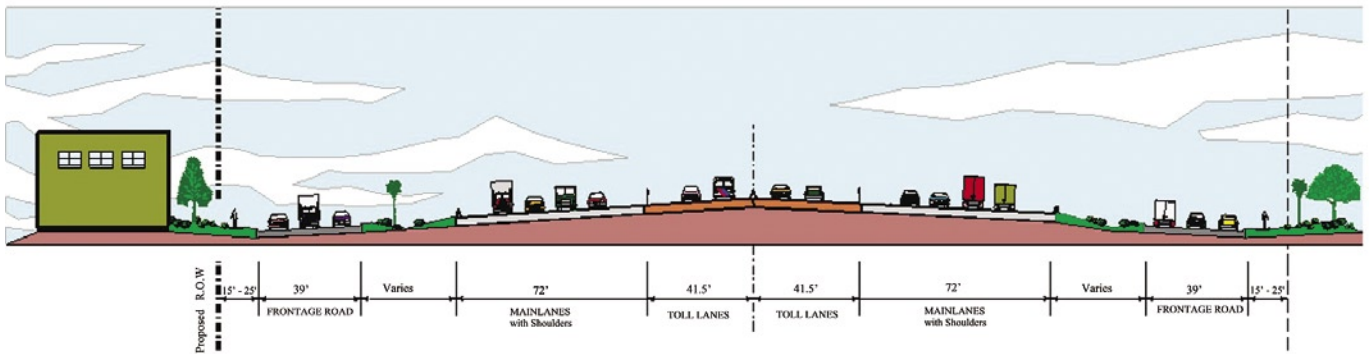 Proposed R.O.W
15' - 25'
39'
Varies
72'
41.5'
41.5'
72'
Varies
39'
15' - 25'
FRONTAGE ROAD
MAINLANES
with Shoulders
TOLL LANES
TOLL LANES
MAINLANES
with Shoulders
FRONTAGE ROAD